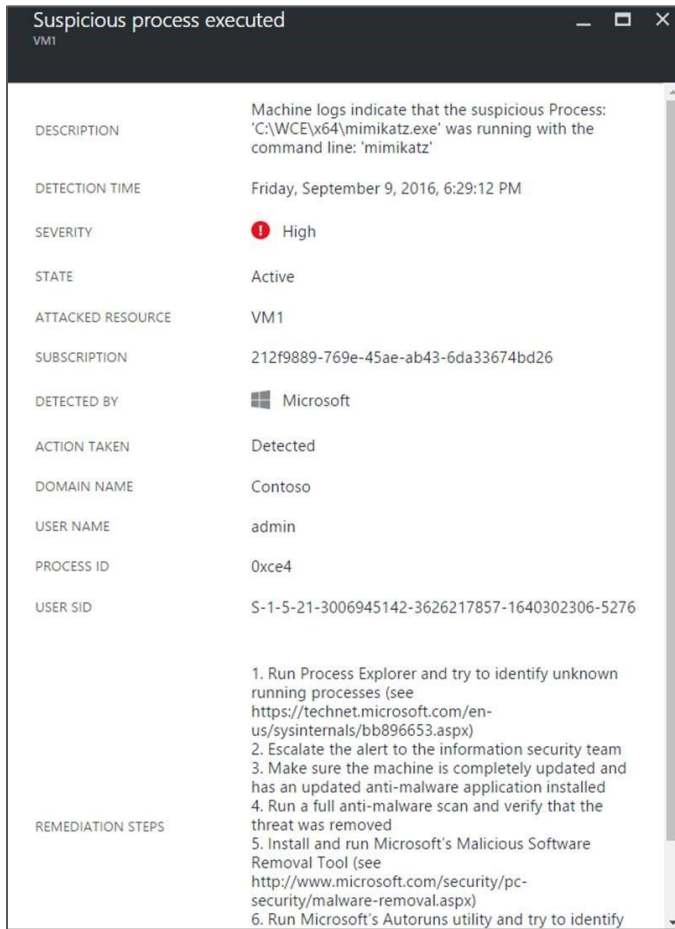 Suspicious process executed
VM1
DESCRIPTION
Machine logs indicate that the suspicious Process:
'C:\WCE\x64\mimikatz.exe' was running with the
command line: 'mimikatz'
DETECTION TIME
Friday, September 9, 2016, 6:29:12 PM
SEVERITY
High
STATE
Active
ATTACKED RESOURCE
VM1
SUBSCRIPTION
212f9889-769e-45ae-ab43-6da33674bd26
DETECTED BY
Microsoft
ACTION TAKEN
Detected
DOMAIN NAME
Contoso
USER NAME
admin
PROCESS ID
0xce4
USER SID
S-1-5-21-3006945142-3626217857-1640302306-5276
REMEDIATION STEPS
1. Run Process Explorer and try to identify unknown
running processes (see
https://technet.microsoft.com/en-
us/sysinternals/bb896653.aspx)
2. Escalate the alert to the information security team
3. Make sure the machine is completely updated and
has an updated anti-malware application installed
4. Run a full anti-malware scan and verify that the
threat was removed
5. Install and run Microsoft's Malicious Software
Removal Tool (see
http://www.microsoft.com/security/pc-
security/malware-removal.aspx)
6. Run Microsoft's Autoruns utility and try to identify